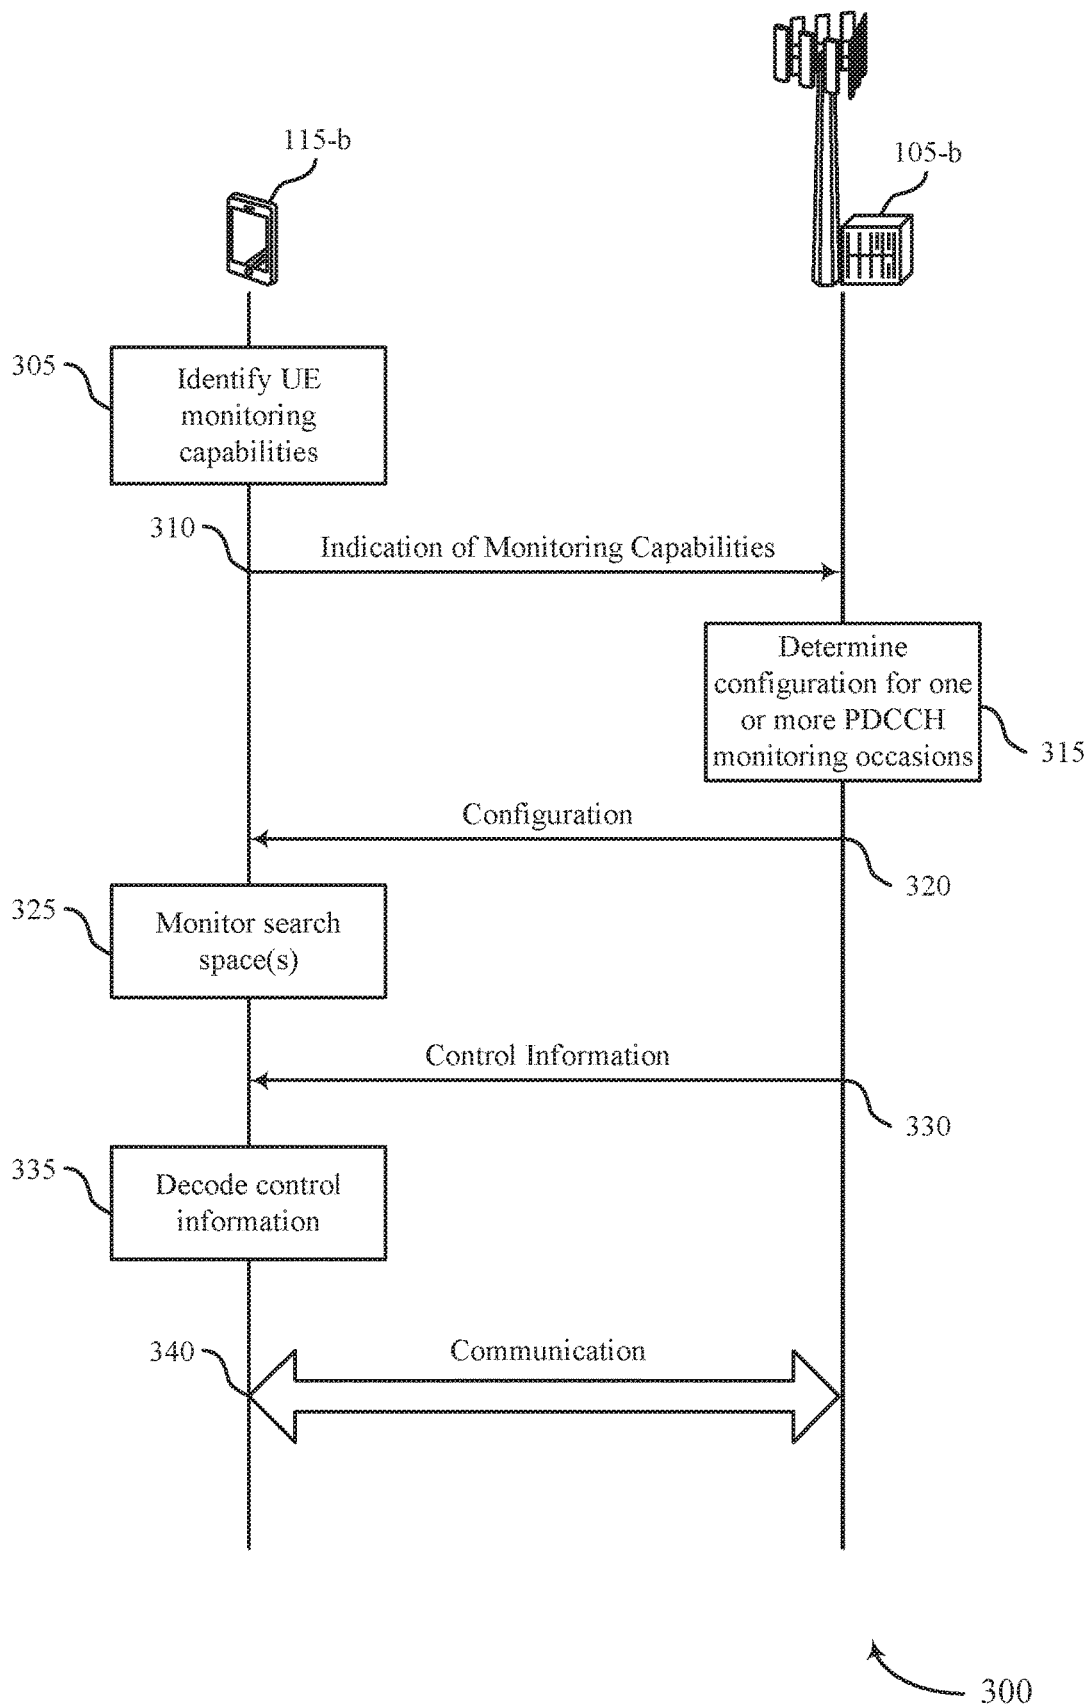 115-b
105-b
305
Identify UE
monitoring
capabilities
310
Indication of Monitoring Capabilities
Determine
configuration for one
or more PDCCH
monitoring occasions
315
Configuration
320
325
Monitor search
space(s)
Control Information
330
335
Decode control
information
340
Communication
300